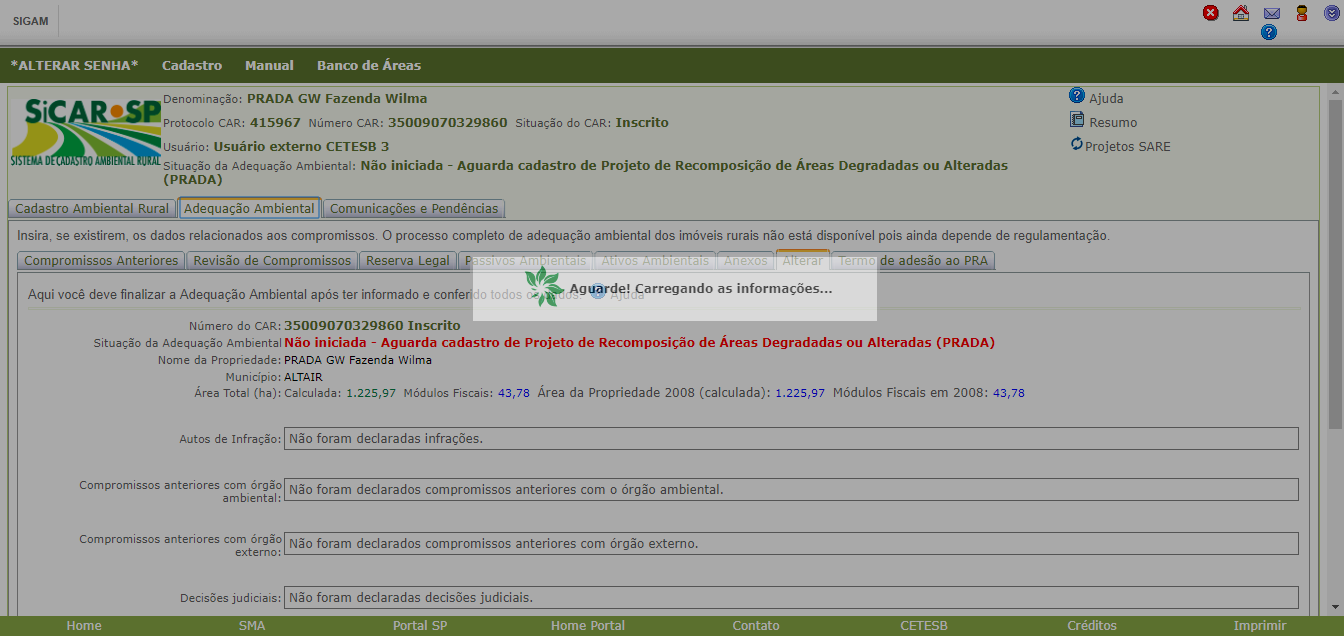 SIGAM
?
*ALTERAR SENHA* Cadastro Manual Banco de Áreas
SiCAR.SP
SISTEMA DE CADASTRO AMBIENTAL RURAL
Denominação: PRADA GW Fazenda Wilma
Protocolo CAR: 415967 Número CAR: 35009070329860 Situação do CAR: Inscrito
Usuário: Usuário externo CETESB 3
Situação da Adequação Ambiental: Não iniciada - Aguarda cadastro de Projeto de Recomposição de Áreas Degradadas ou Alteradas
(PRADA)
? Ajuda
Resumo
Projetos SARE
Cadastro Ambiental Rural Adequação Ambiental Comunicações e Pendências
Insira, se existirem, os dados relacionados aos compromissos. O processo completo de adequação ambiental dos imóveis rurais não está disponível pois ainda depende de regulamentação.
Compromissos Anteriores Revisão de Compromissos Reserva Legal Passivos Ambientais Ativos Ambientais Anexos Alterar Termo de adesão ao PRA
Aguarde! Carregando as informações...
Aqui você deve finalizar a Adequação Ambiental após ter informado e conferido todos os dados. ? Ajuda
Número do CAR: 35009070329860 Inscrito
Situação da Adequação Ambiental Não iniciada - Aguarda cadastro de Projeto de Recomposição de Áreas Degradadas ou Alteradas (PRADA)
Nome da Propriedade: PRADA GW Fazenda Wilma
Município: ALTAIR
Área Total (ha): Calculada: 1.225,97 Módulos Fiscais: 43,78 Área da Propriedade 2008 (calculada): 1.225,97 Módulos Fiscais em 2008: 43,78
Autos de Infração: Não foram declaradas infrações.
Compromissos anteriores com órgão
ambiental: Não foram declarados compromissos anteriores com o órgão ambiental.
Compromissos anteriores com órgão
externo: Não foram declarados compromissos anteriores com órgão externo.
Decisões judiciais: Não foram declaradas decisões judiciais.
Home SMA Portal SP Home Portal Contato CETESB Créditos Imprimir